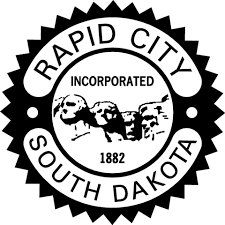 RAPID CITY
INCORPORATED
1882
SOUTH DAKOTA